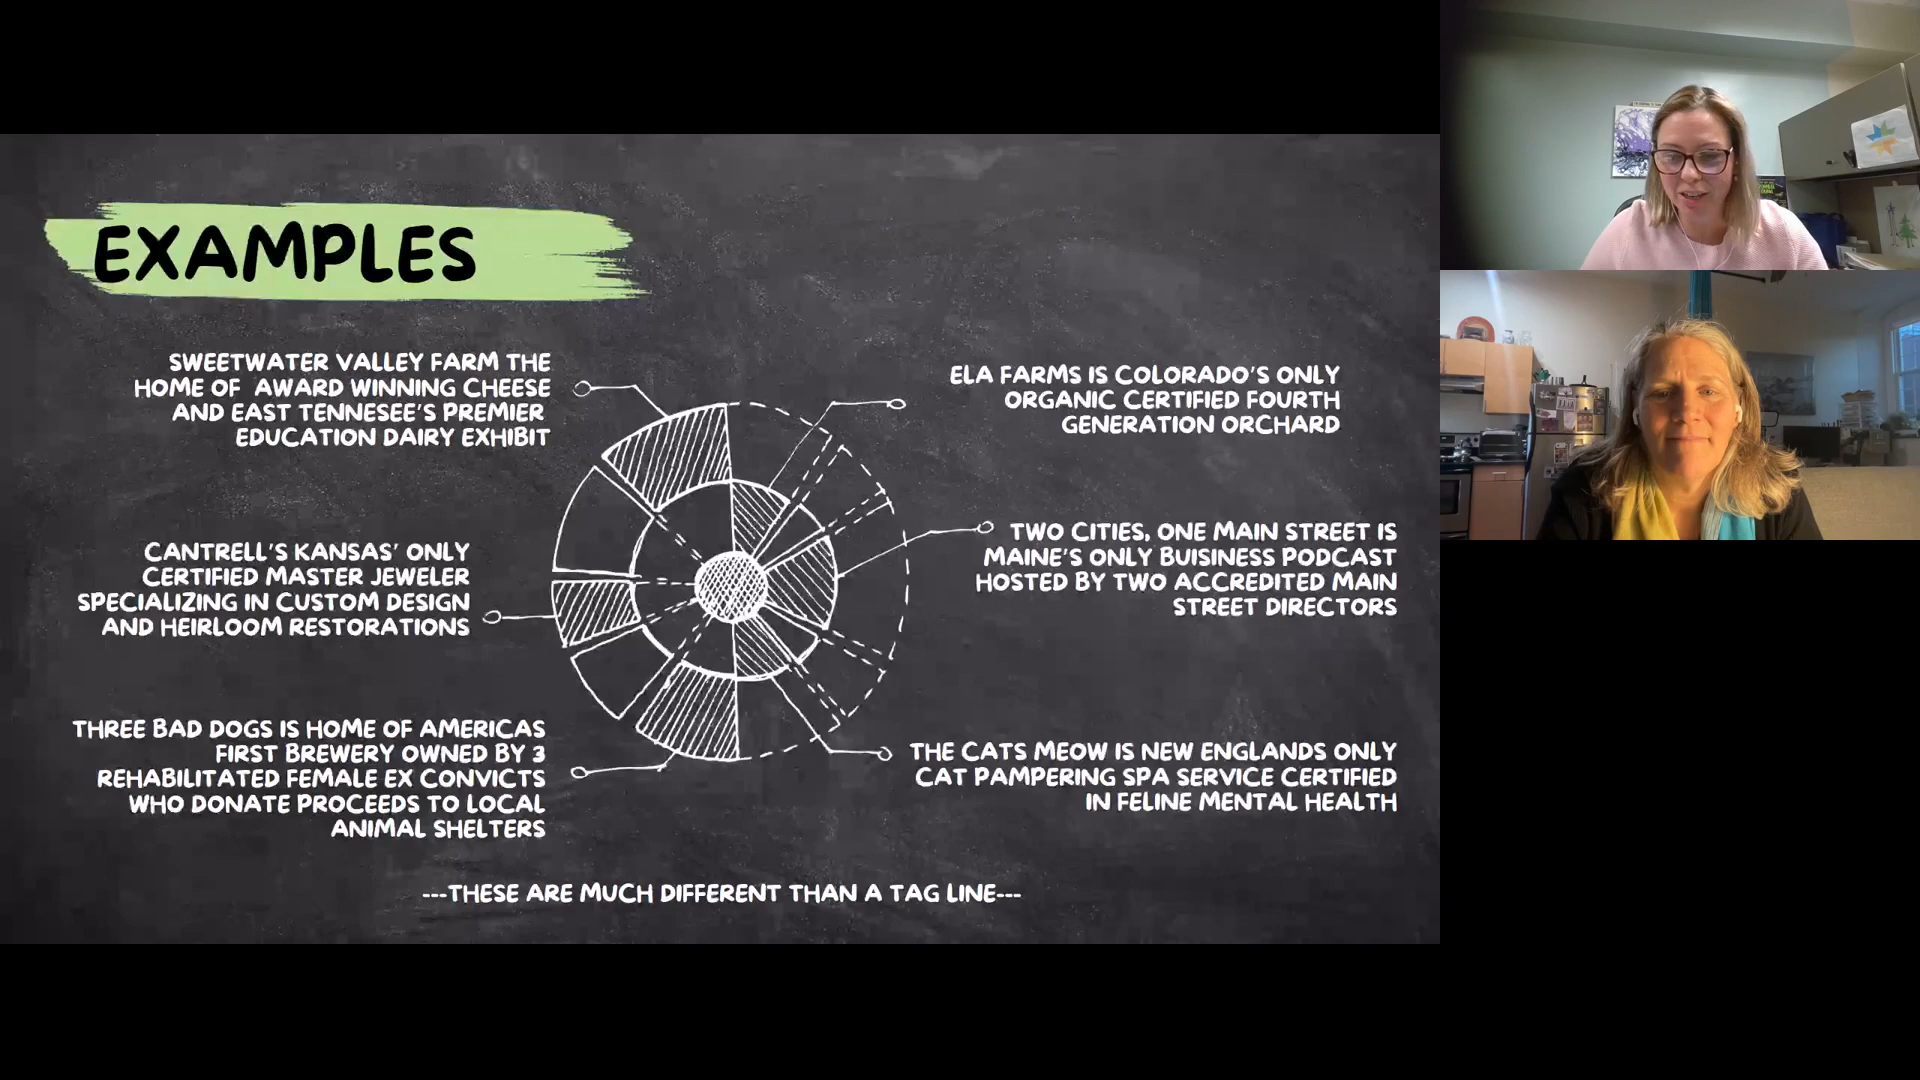 EXAMPLES
SWEETWATER VALLEY FARM THE
HOME OF AWARD WINNING CHEESE
AND EAST TENNESEE'S PREMIER
EDUCATION DAIRY EXHIBIT
CANTRELL'S KANSAS' ONLY
CERTIFIED MASTER JEWELER
SPECIALIZING IN CUSTOM DESIGN
AND HEIRLOOM RESTORATIONS
THREE BAD DOGS IS HOME OF AMERICAS
FIRST BREWERY OWNED BY 3
REHABILITATED FEMALE EX CONVICTS
WHO DONATE PROCEEDS TO LOCAL
ANIMAL SHELTERS
ELA FARMS IS COLORADO'S ONLY
ORGANIC CERTIFIED FOURTH
GENERATION ORCHARD
TWO CITIES, ONE MAIN STREET IS
MAINE'S ONLY BUISINESS PODCAST
HOSTED BY TWO ACCREDITED MAIN
STREET DIRECTORS
THE CATS MEOW IS NEW ENGLANDS ONLY
CAT PAMPERING SPA SERVICE CERTIFIED
IN FELINE MENTAL HEALTH
---THESE ARE MUCH DIFFERENT THAN A TAG LINE---